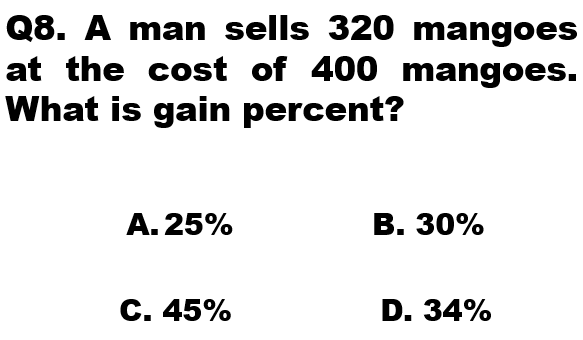 Q8. A man sells 320 mangoes
at the cost of 400 mangoes.
What is gain percent?
A. 25% B. 30%
C. 45% D. 34%